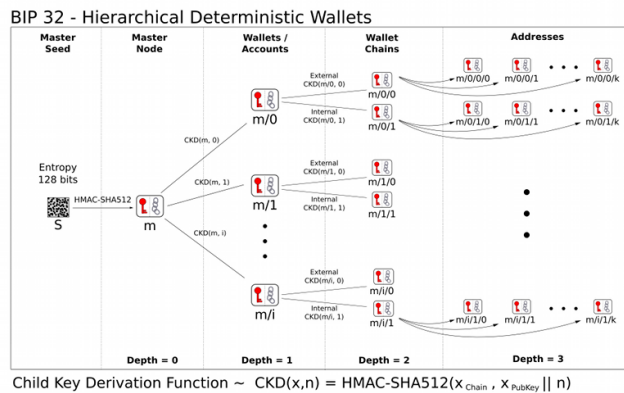 BIP 32 - Hierarchical Deterministic Wallets
Master Seed
Master Node
Wallets / Accounts
Wallet Chains
Addresses
Entropy
128 bits
S
HMAC-SHA512
m
CKD(m, 0)
CKD(m, 1)
CKD(m, i)
m/0
m/1
m/i
External
CKD(m/0, 0)
Internal
CKD(m/0, 1)
External
CKD(m/1, 0)
Internal
CKD(m/1, 1)
External
CKD(m/i, 0)
Internal
CKD(m/i, 1)
m/0/0
m/0/1
m/1/0
m/1/1
m/i/0
m/i/1
m/0/0/0
m/0/0/1
m/0/0/k
m/0/1/0
m/0/1/1
m/0/1/k
m/i/1/0
m/i/1/1
m/i/1/k
Depth = 0
Depth = 1
Depth = 2
Depth = 3
Child Key Derivation Function ~ CKD(x,n) = HMAC-SHA512(xChain , xPubKey || n)